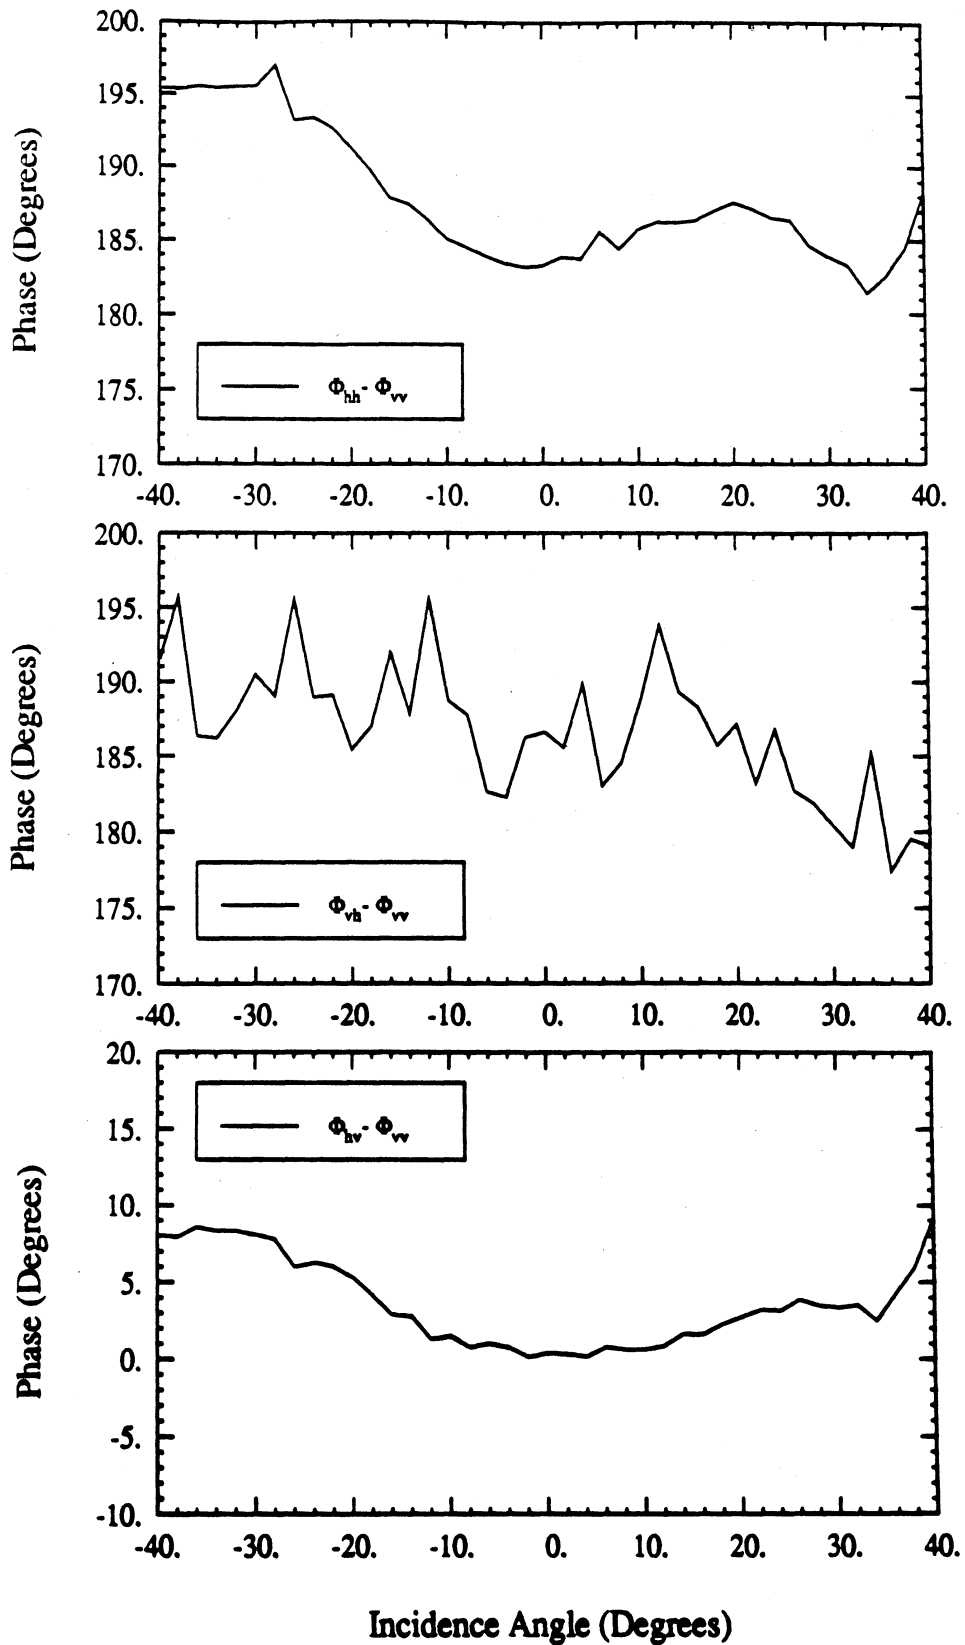 200.
195.
190.
185.
180.
175.
170.
Phase (Degrees)
Φhh- Φvv
-40. -30. -20. -10. 0. 10. 20. 30. 40.
200.
195.
190.
185.
180.
175.
170.
Phase (Degrees)
Φvh- Φvv
-40. -30. -20. -10. 0. 10. 20. 30. 40.
20.
15.
10.
5.
0.
-5.
-10.
Phase (Degrees)
Φhv- Φvv
-40. -30. -20. -10. 0. 10. 20. 30. 40.
Incidence Angle (Degrees)